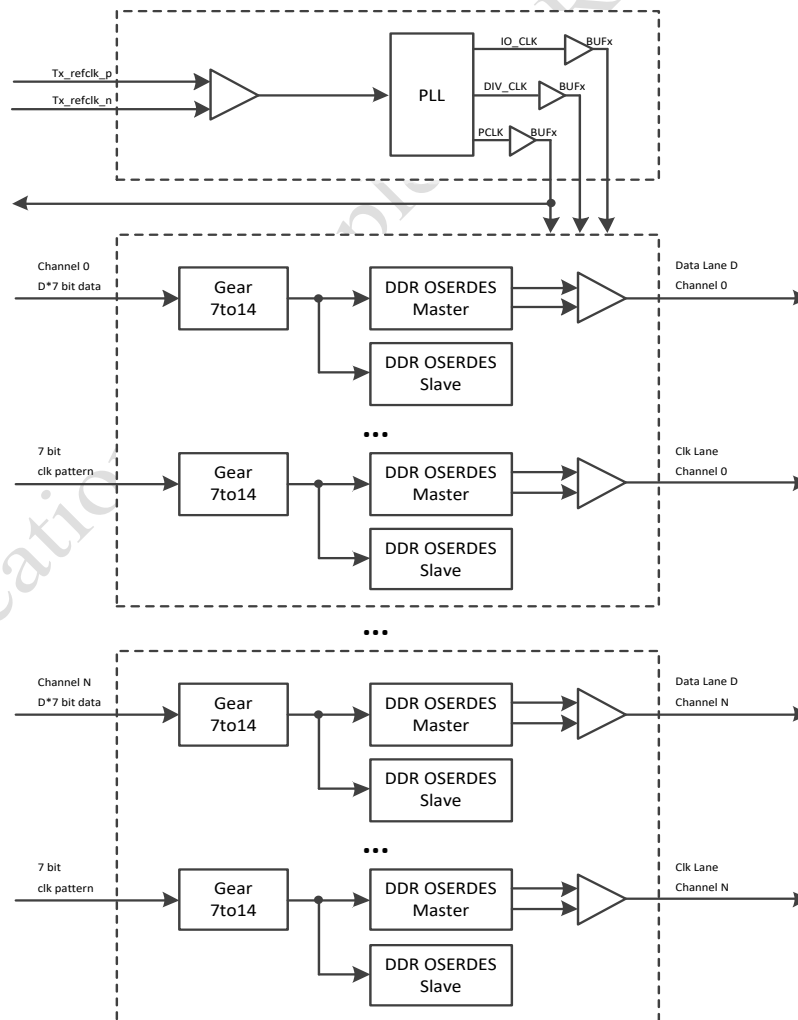 IO_CLK
BUFx
Tx_refclk_p
DIV_CLK
BUFx
PLL
Tx_refclk_n
PCLK
BUFx
Channel 0
D*7 bit data
Gear
7to14
DDR OSERDES
Master
Data Lane D
Channel 0
DDR OSERDES
Slave
...
7 bit
clk pattern
Gear
7to14
DDR OSERDES
Master
Clk Lane
Channel 0
DDR OSERDES
Slave
...
Channel N
D*7 bit data
Gear
7to14
DDR OSERDES
Master
Data Lane D
Channel N
DDR OSERDES
Slave
...
7 bit
clk pattern
Gear
7to14
DDR OSERDES
Master
Clk Lane
Channel N
DDR OSERDES
Slave